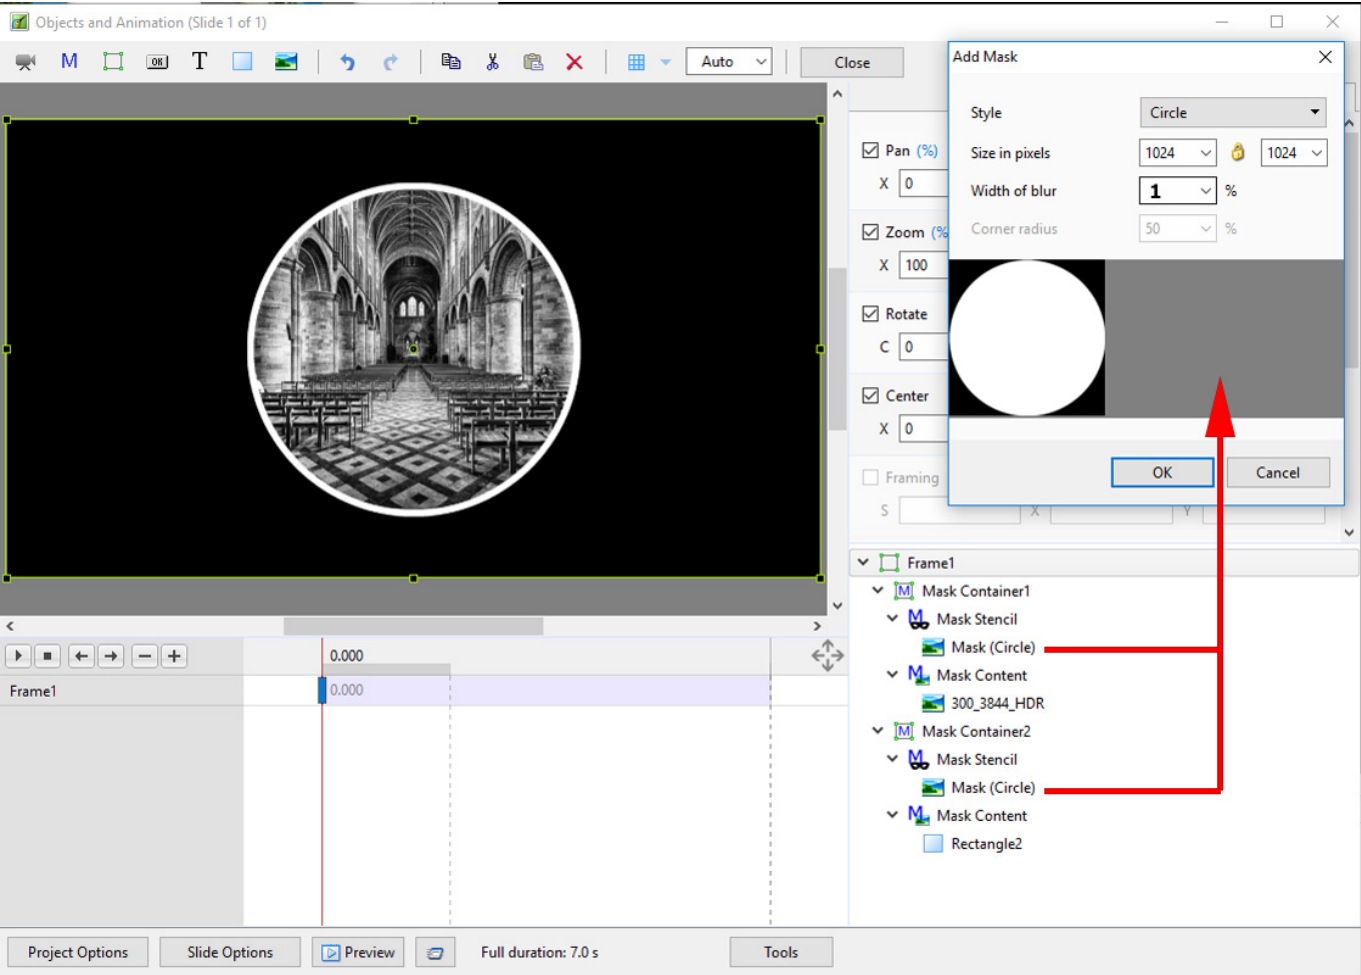 Objects and Animation (Slide 1 of 1)
M OK T Auto Close
Add Mask
Style Circle
Size in pixels 1024 1024
Width of blur 1 %
Corner radius 50 %
OK Cancel
Pan (%)
X 0
Zoom (%
X 100
Rotate
C 0
Center
X 0
Framing
S X Y
Frame1
M Mask Container1
M Mask Stencil
Mask (Circle)
M Mask Content
300_3844_HDR
M Mask Container2
M Mask Stencil
Mask (Circle)
M Mask Content
Rectangle2
0.000
Frame1 0.000
Project Options Slide Options Preview Full duration: 7.0 s Tools